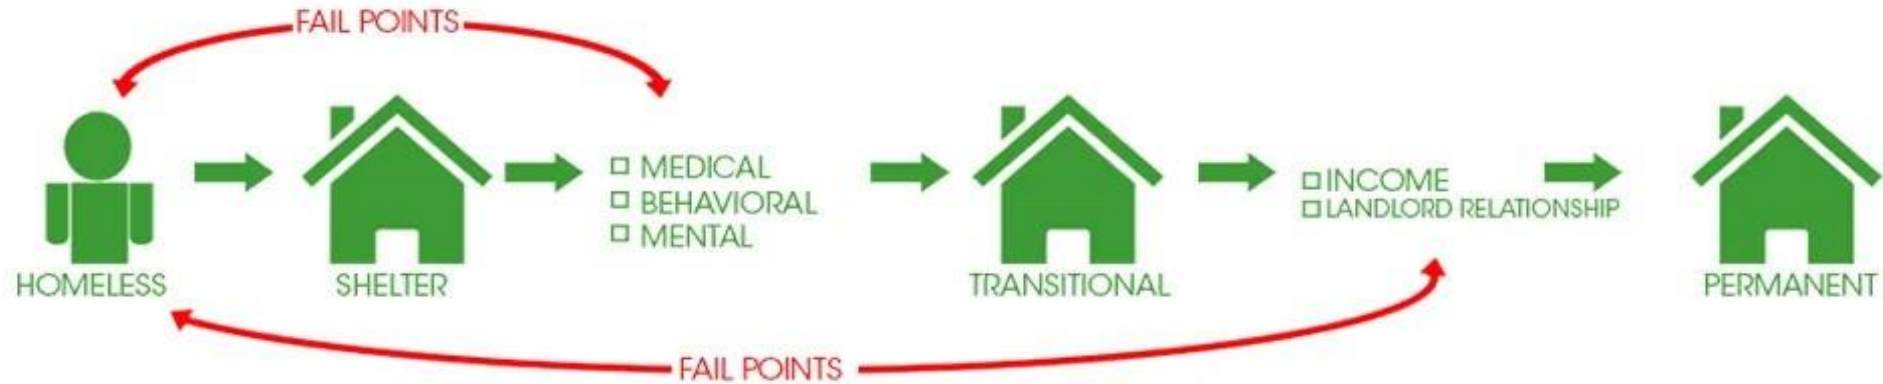 FAIL POINTS
HOMELESS
SHELTER
MEDICAL
BEHAVIORAL
MENTAL
TRANSITIONAL
INCOME
LANDLORD RELATIONSHIP
PERMANENT
FAIL POINTS